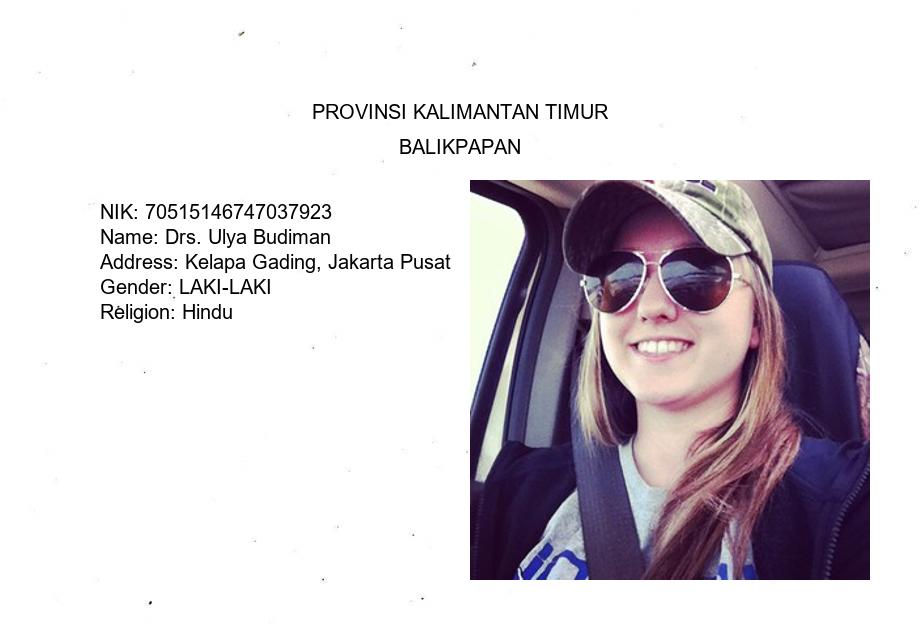 PROVINSI KALIMANTAN TIMUR
BALIKPAPAN
NIK: 70515146747037923
Name: Drs. Ulya Budiman
Address: Kelapa Gading, Jakarta Pusat
Gender: LAKI-LAKI
Religion: Hindu